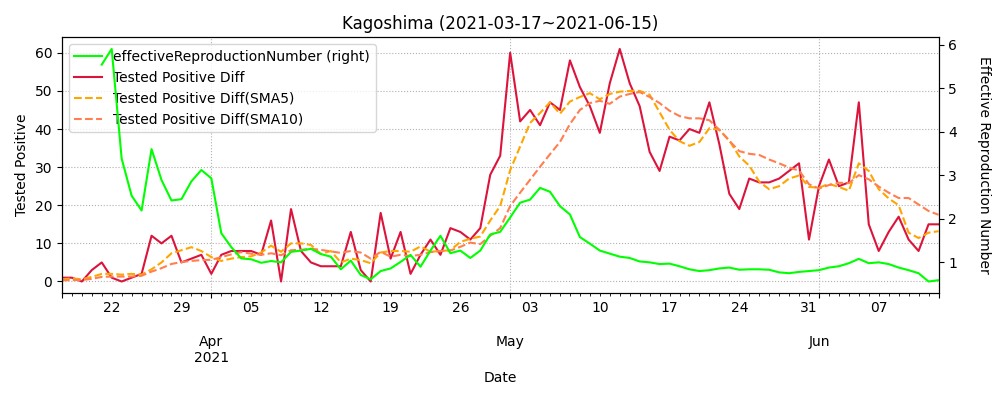 Kagoshima (2021-03-17~2021-06-15)
effectiveReproductionNumber (right)
Tested Positive Diff
Tested Positive Diff(SMA5)
Tested Positive Diff(SMA10)
Tested Positive
60
50
40
30
20
10
0
6
5
4
3
2
1
Effective Reproduction Number
22 29 05 12 19 26 03 10 17 24 31 07
Apr May Jun
2021
Date